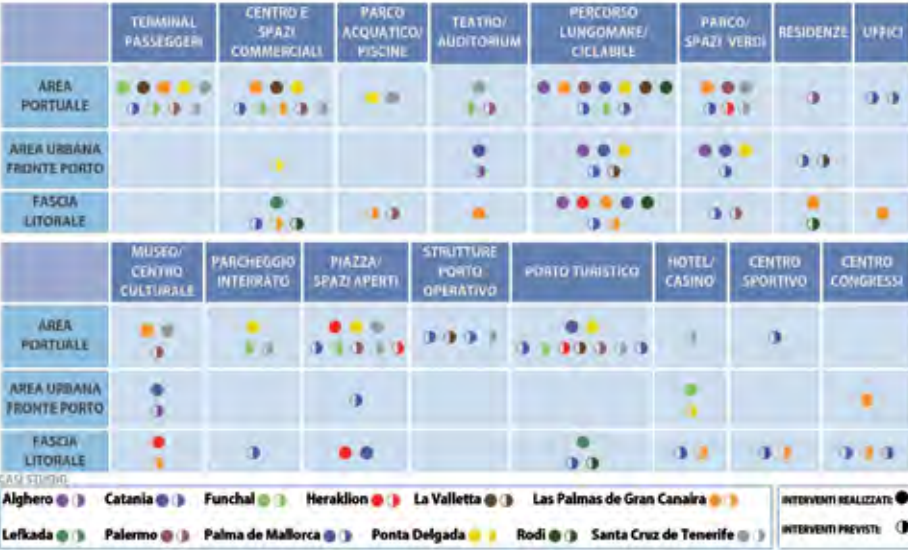 TERMINAL PASSEGGERI
CENTRO E SPAZI COMMERCIALI
PARCO ACQUATICO/ PISCINE
TEATRO/ AUDITORIUM
PERCORSO LUNGOMARE/ CICLABILE
PARCO/ SPAZI VERDI
RESIDENZE
UFFICI
AREA PORTUALE
AREA URBANA FRONTE PORTO
FASCIA LITORALE
MUSEO/ CENTRO CULTURALE
PARCHEGGIO INTERRATO
PIAZZA/ SPAZI APERTI
STRUTTURE PORTO OPERATIVO
PORTO TURISTICO
HOTEL/ CASINO
CENTRO SPORTIVO
CENTRO CONGRESSI
AREA PORTUALE
AREA URBANA FRONTE PORTO
FASCIA LITORALE
CASI STUDIO
Alghero Catania Funchal Heraklion La Valletta Las Palmas de Gran Canaira
Lefkada Palermo Palma de Mallorca Ponta Delgada Rodi Santa Cruz de Tenerife
INTERVENTI REALIZZATI:
INTERVENTI PREVISTI: